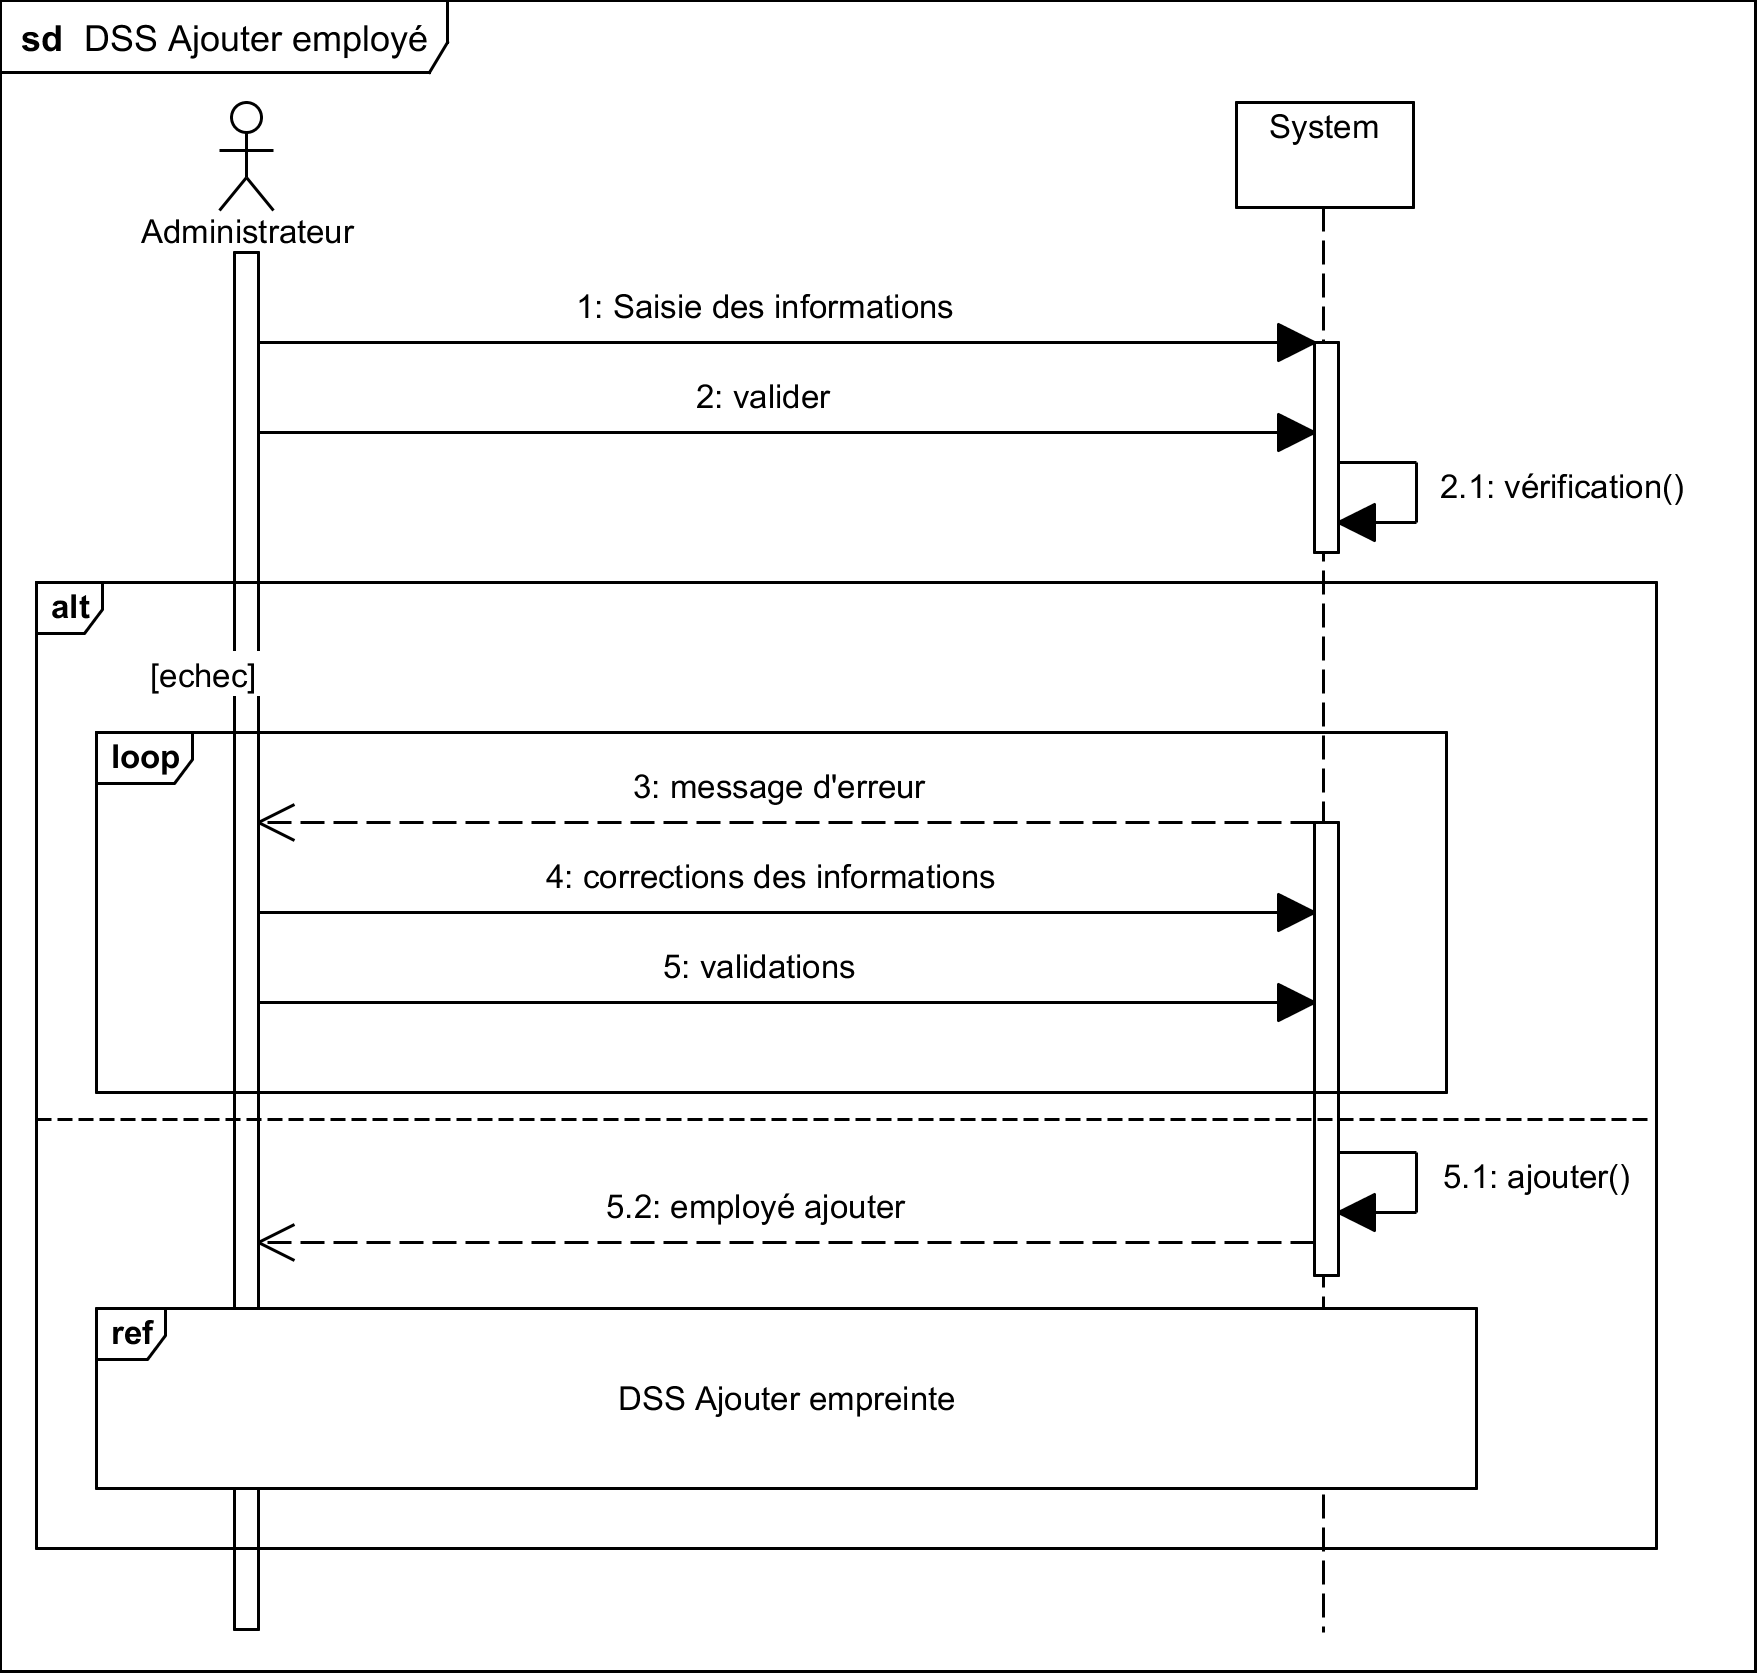 sd DSS Ajouter employé
System
Administrateur
1: Saisie des informations
2: valider
2.1: vérification()
alt
[echec]
loop
3: message d'erreur
4: corrections des informations
5: validations
5.1: ajouter()
5.2: employé ajouter
ref
DSS Ajouter empreinte